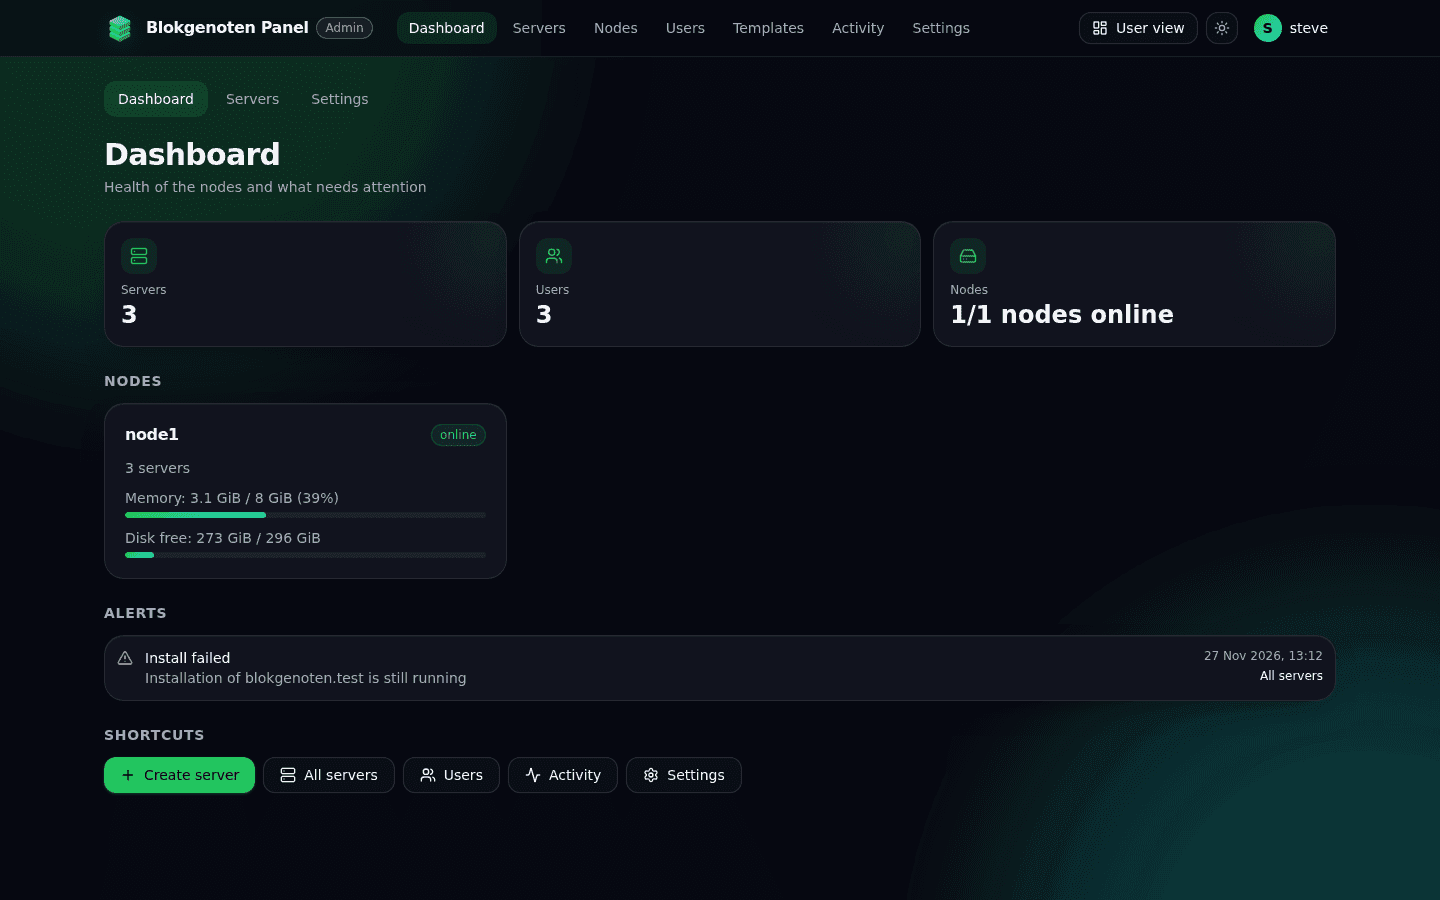 Blokgenoten Panel Admin Dashboard Servers Nodes Users Templates Activity Settings User view S steve
Dashboard Servers Settings
Dashboard
Health of the nodes and what needs attention
Servers
3
Users
3
Nodes
1/1 nodes online
NODES
node1 online
3 servers
Memory: 3.1 GiB / 8 GiB (39%)
Disk free: 273 GiB / 296 GiB
ALERTS
Install failed 27 Nov 2026, 13:12
Installation of blokgenoten.test is still running All servers
SHORTCUTS
Create server All servers Users Activity Settings